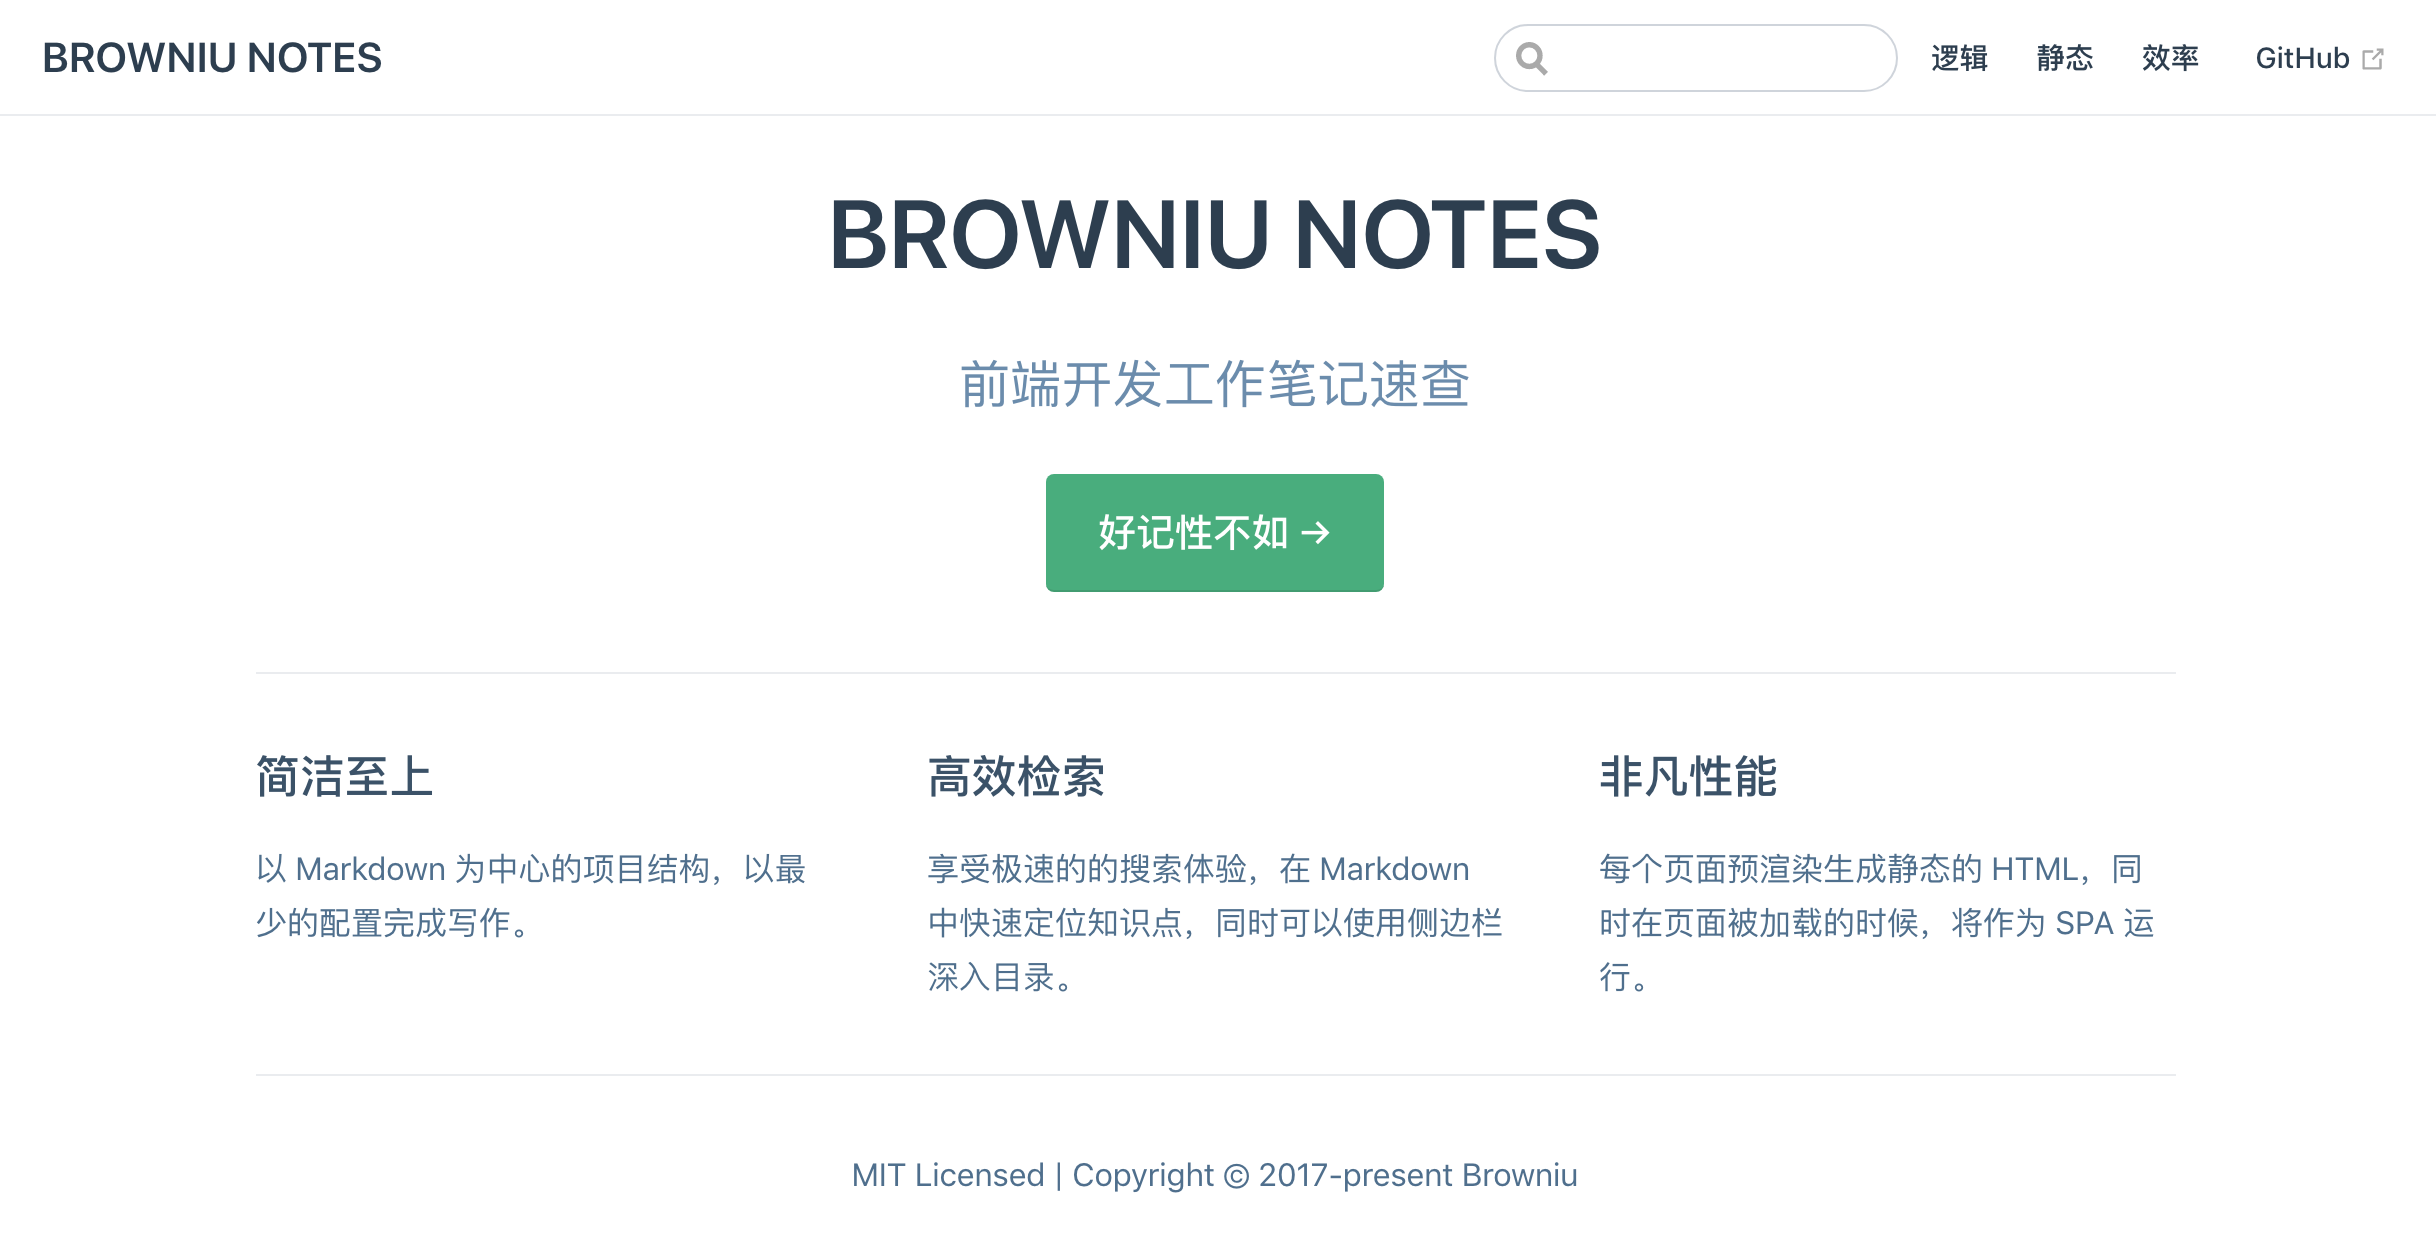 BROWNIU NOTES
逻辑 静态 效率 GitHub
BROWNIU NOTES
前端开发工作笔记速查
好记性不如 →
简洁至上
以 Markdown 为中心的项目结构，以最
少的配置完成写作。
高效检索
享受极速的的搜索体验，在 Markdown
中快速定位知识点，同时可以使用侧边栏
深入目录。
非凡性能
每个页面预渲染生成静态的 HTML，同
时在页面被加载的时候，将作为 SPA 运
行。
MIT Licensed | Copyright © 2017-present Browniu